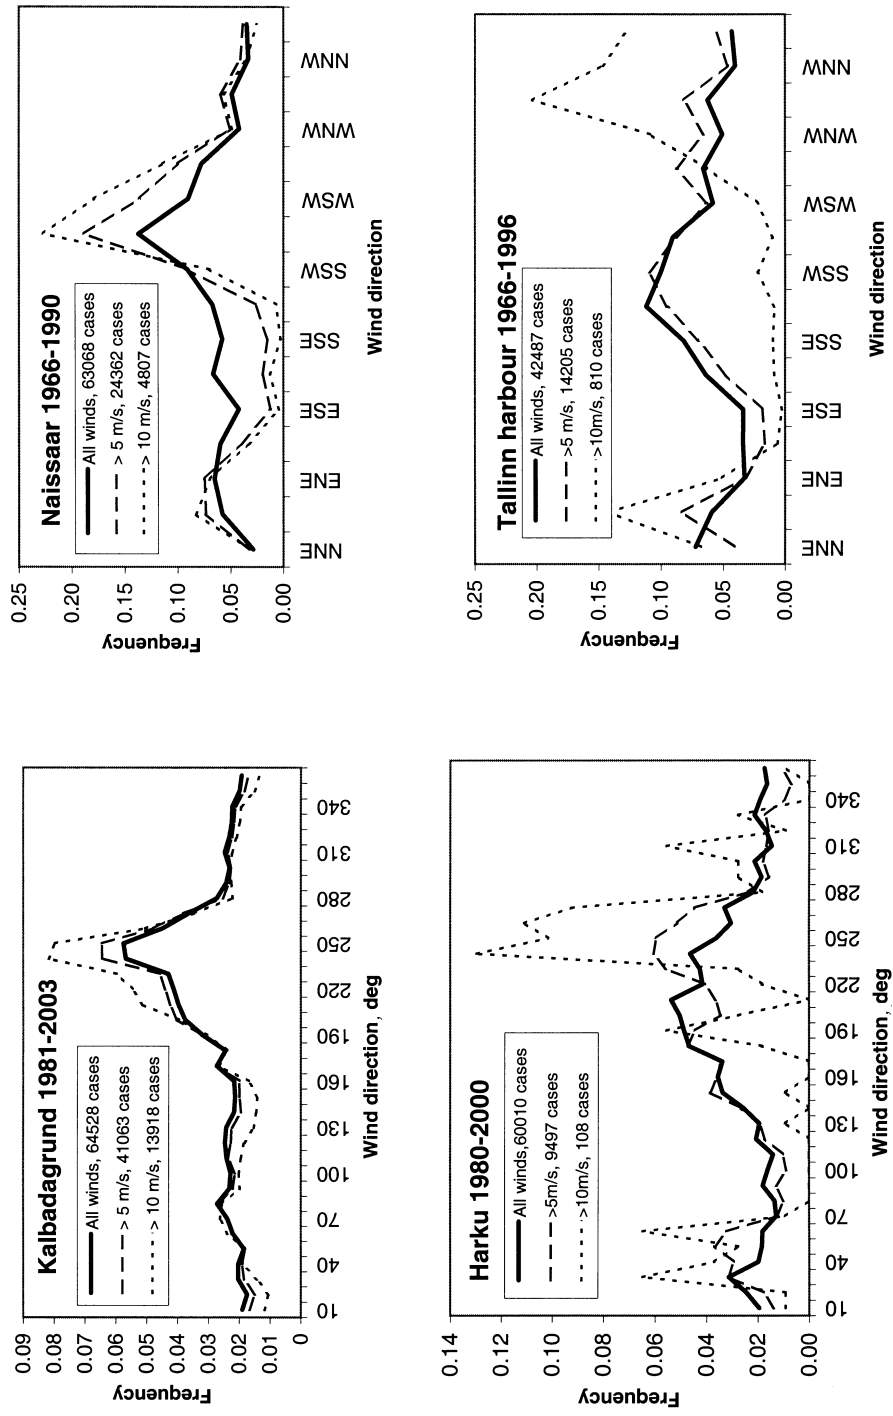 Kalbadagrund 1981-2003
All winds, 64528 cases
> 5 m/s, 41063 cases
> 10 m/s, 13918 cases
Frequency
0.09
0.08
0.07
0.06
0.05
0.04
0.03
0.02
0.01
0
10 40 70 100 130 160 190 220 250 280 310 340
Wind direction, deg
Naissaar 1966-1990
All winds, 63068 cases
> 5 m/s, 24362 cases
> 10 m/s, 4807 cases
Frequency
0.25
0.20
0.15
0.10
0.05
0.00
NNE ENE ESE SSE SSW WSW WNW NNW
Wind direction
Harku 1980-2000
All winds,60010 cases
>5m/s, 9497 cases
>10m/s, 108 cases
Frequency
0.14
0.12
0.10
0.08
0.06
0.04
0.02
0.00
10 40 70 100 130 160 190 220 250 280 310 340
Wind direction, deg
Tallinn harbour 1966-1996
All winds, 42487 cases
>5 m/s, 14205 cases
>10m/s, 810 cases
Frequency
0.25
0.20
0.15
0.10
0.05
0.00
NNE ENE ESE SSE SSW WSW WNW NNW
Wind direction